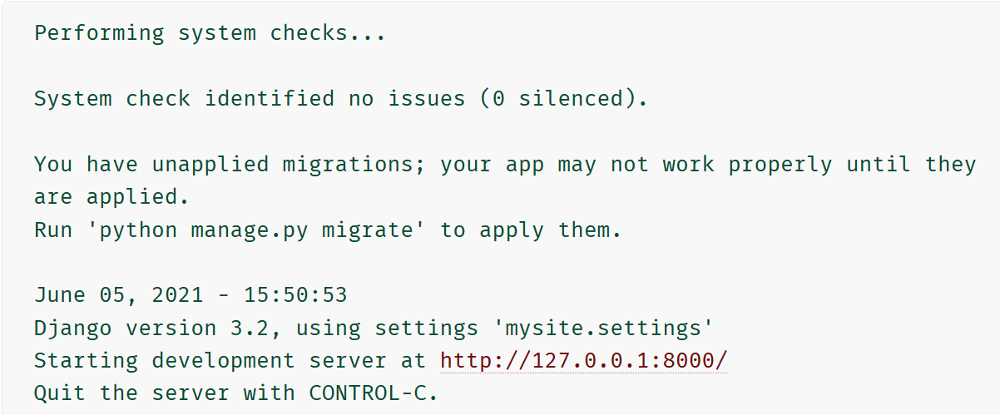 Performing system checks...
System check identified no issues (0 silenced).
You have unapplied migrations; your app may not work properly until they
are applied.
Run 'python manage.py migrate' to apply them.
June 05, 2021 - 15:50:53
Django version 3.2, using settings 'mysite.settings'
Starting development server at http://127.0.0.1:8000/
Quit the server with CONTROL-C.